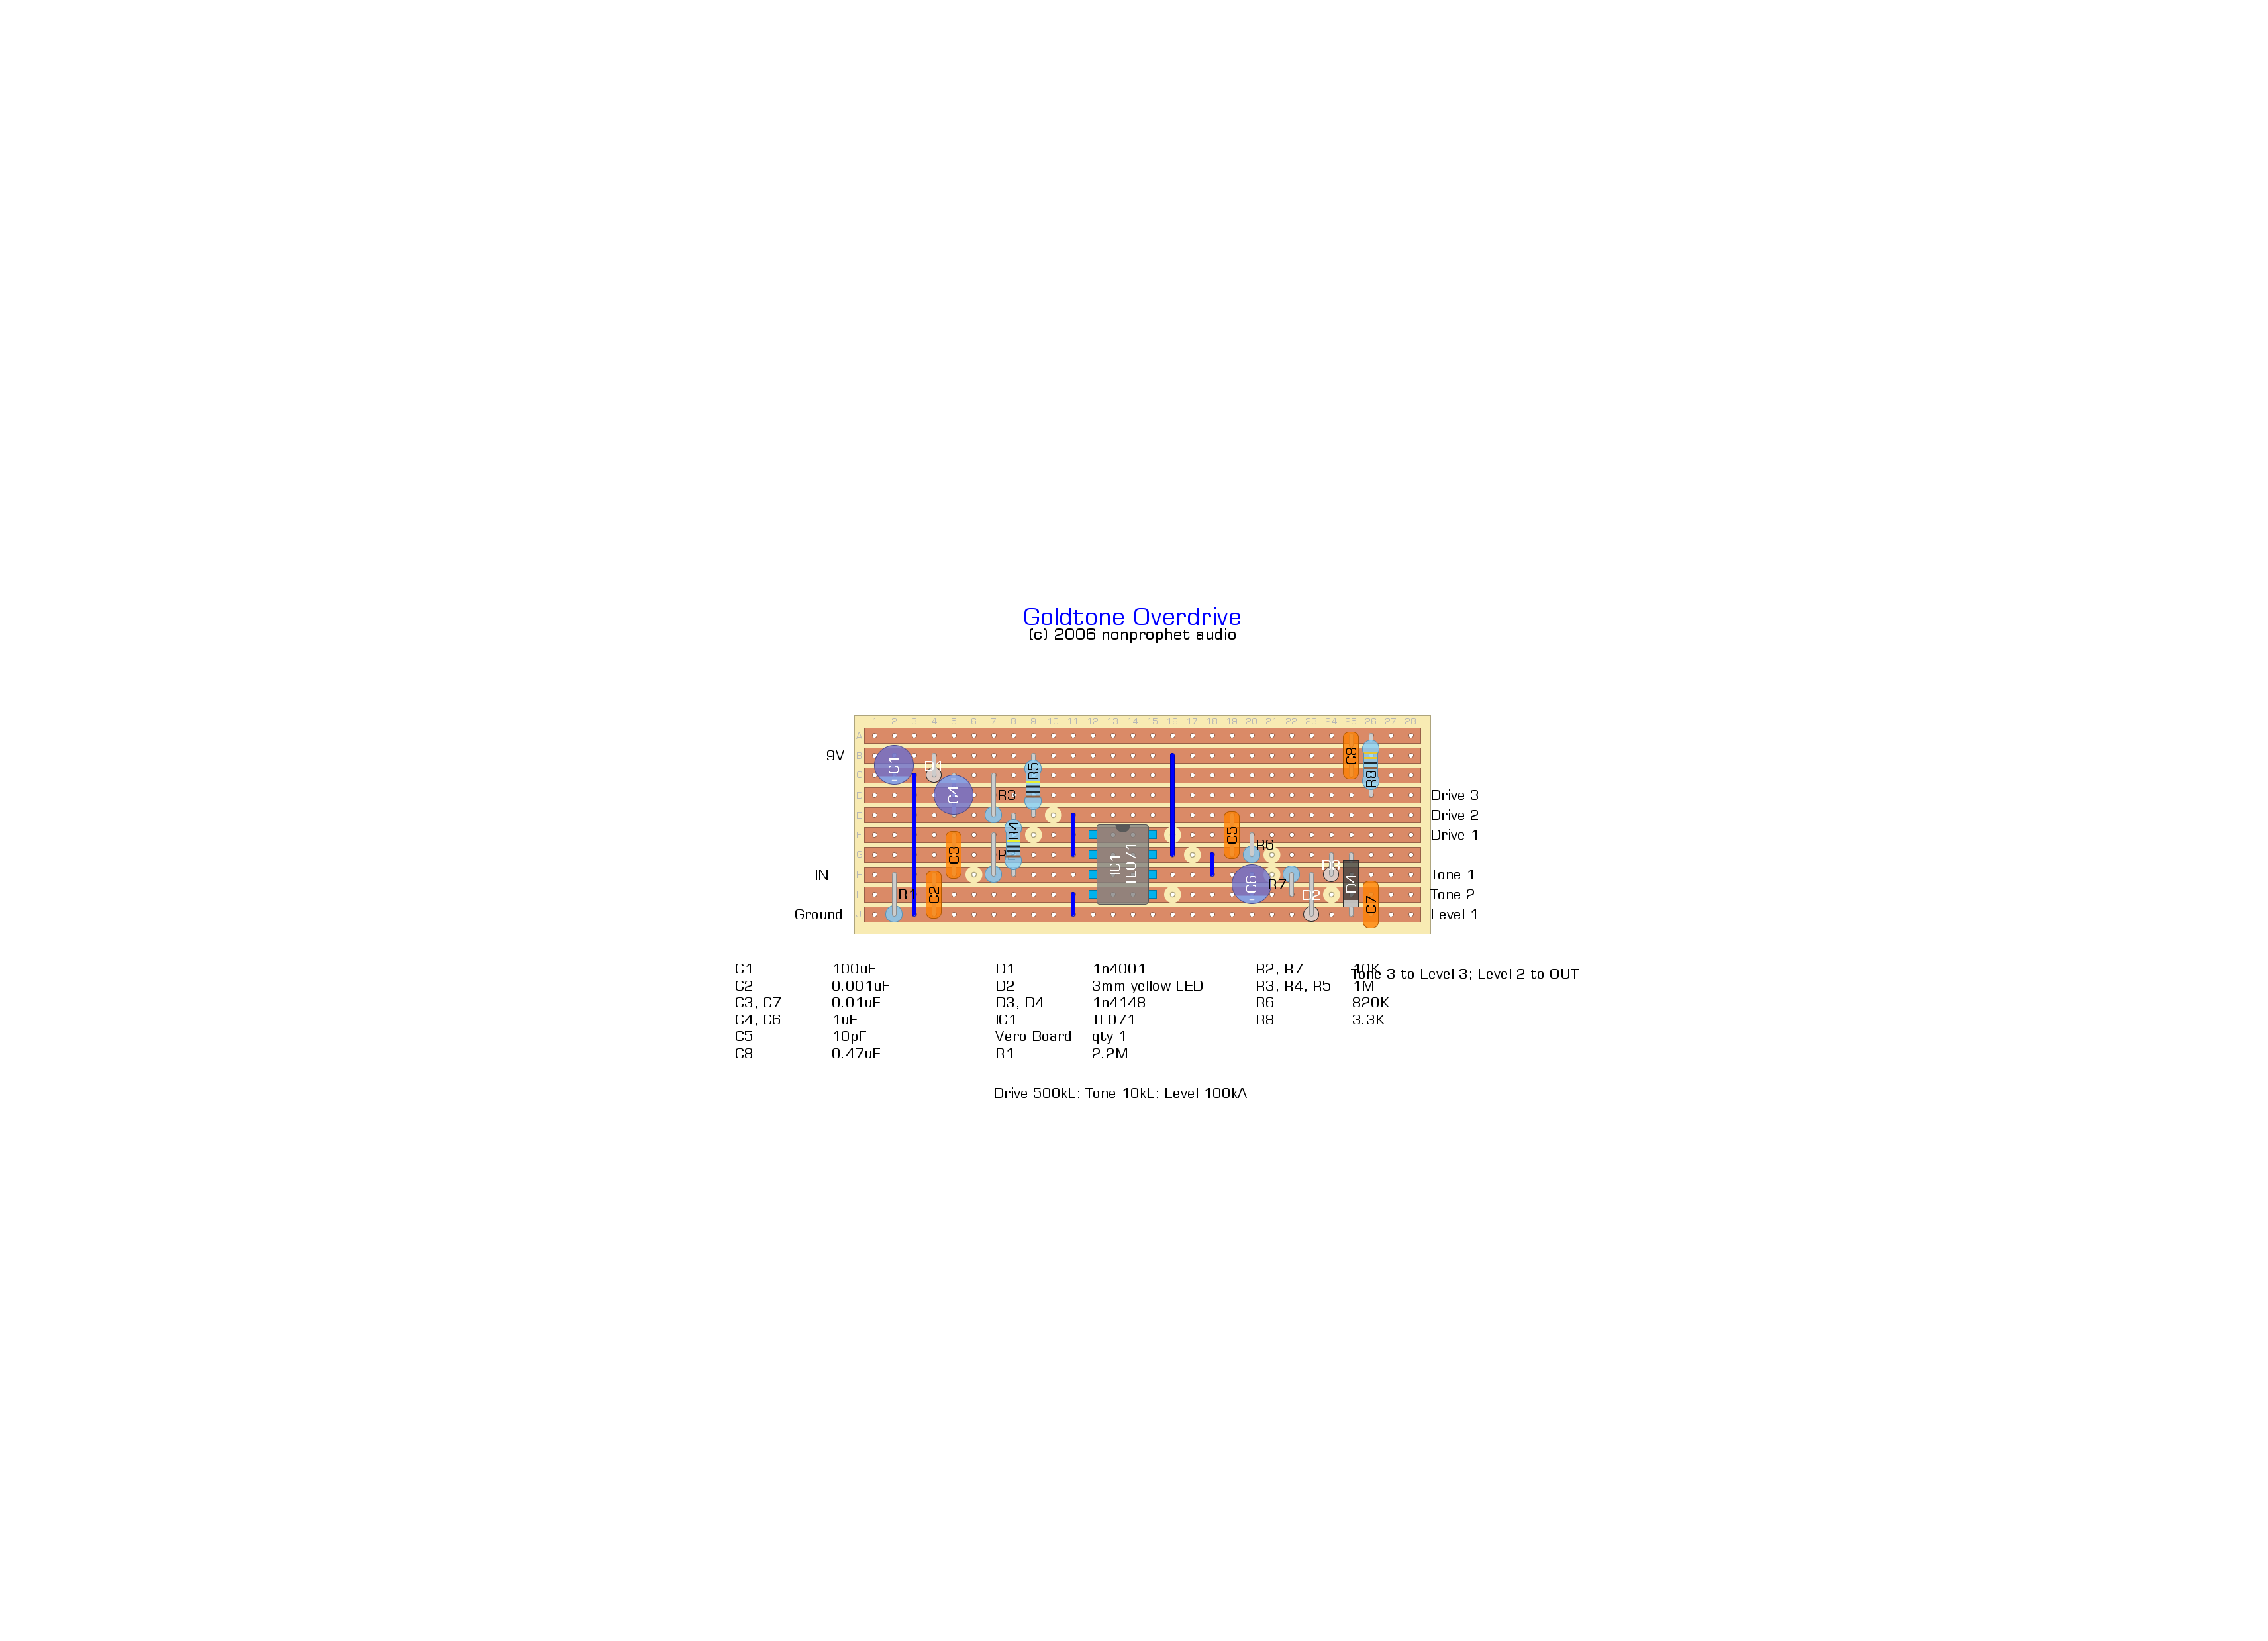 Goldtone Overdrive
(c) 2006 nonprophet audio
1 2 3 4 5 6 7 8 9 10 11 12 13 14 15 16 17 18 19 20 21 22 23 24 25 26 27 28
A
+9V B C1 D1 R5 C8 R8
C
D C4 R3 Drive 3
E Drive 2
F R4 C5 Drive 1
G C3 R IC1 TL071 R6
IN H D3 Tone 1
I R1 C2 C6 R7 D2 D4 Tone 2
Ground J C7 Level 1
C1 100uF D1 1n4001 R2, R7 10K
Tone 3 to Level 3; Level 2 to OUT
C2 0.001uF D2 3mm yellow LED R3, R4, R5 1M
C3, C7 0.01uF D3, D4 1n4148 R6 820K
C4, C6 1uF IC1 TL071 R8 3.3K
C5 10pF Vero Board qty 1
C8 0.47uF R1 2.2M
Drive 500kL; Tone 10kL; Level 100kA